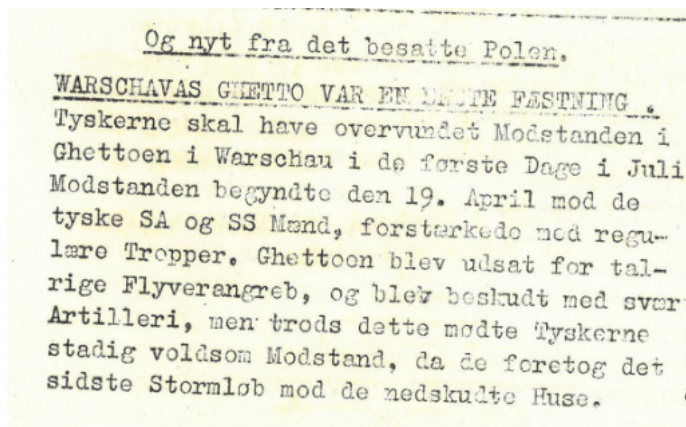 Og nyt fra det besatte Polen.
WARSCHAVAS GHETTO VAR EN FÆSTNING .
Tyskerne skal have overvundet Modstanden i
Ghettoen i Warschau i de første Dage i Juli
Modstanden begyndte den 19. April mod de
tyske SA og SS Mænd, forstærkede med regu-
lære Tropper. Ghettoen blev udsat for tal-
rige Flyverangreb, og blev beskudt med svær
Artilleri, men trods dette mødte Tyskerne
stadig voldsom Modstand, da de foretog det
sidste Stormløb mod de nedskudte Huse.